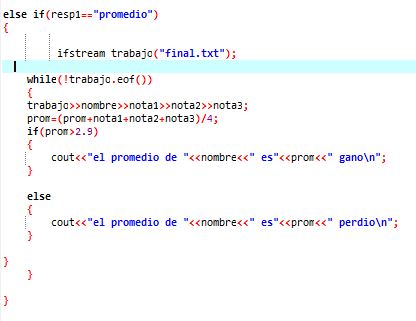 else if(resp1=="promedio")
{
ifstream trabajo("final.txt");
while(!trabajo.eof())
{
trabajo>>nombre>>nota1>>nota2>>nota3;
prom=(prom+nota1+nota2+nota3)/4;
if(prom>2.9)
{
cout<<"el promedio de "<<nombre<<" es"<<prom<<" gano\n";
}
else
{
cout<<"el promedio de "<<nombre<<" es"<<prom<<" perdio\n";
}
}
}
}